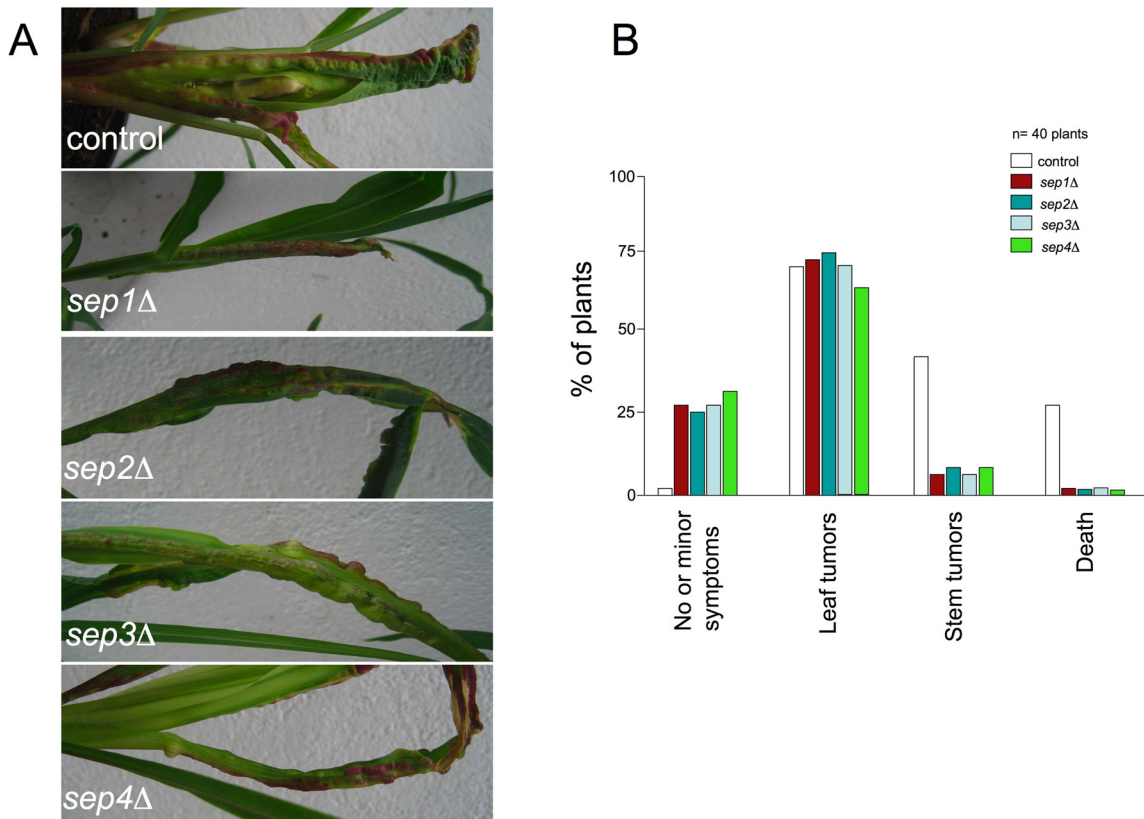 A
control
sep1Δ
sep2Δ
sep3Δ
sep4Δ
B
n= 40 plants
control
sep1Δ
sep2Δ
sep3Δ
sep4Δ
100
75
50
25
0
% of plants
No or minor
symptoms
Leaf tumors
Stem tumors
Death